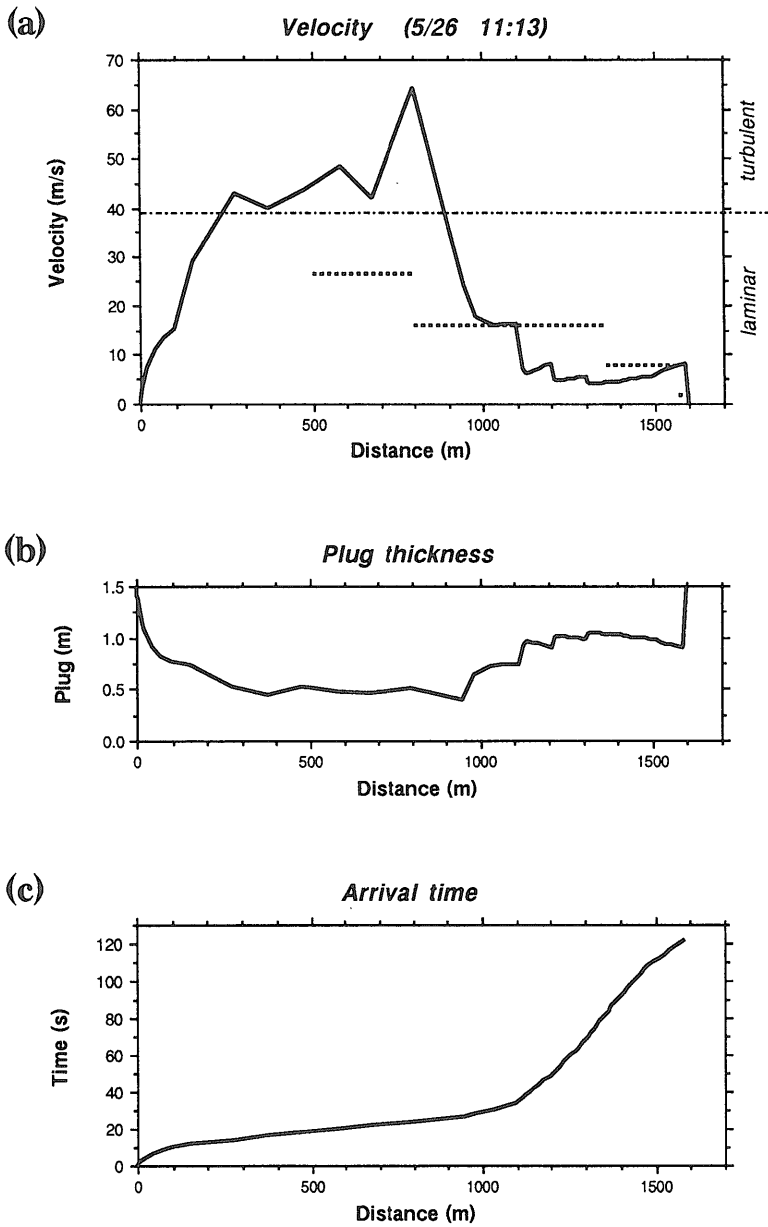 (a)
Velocity (5/26 11:13)
70
60
50
40
30
20
10
0
Velocity (m/s)
turbulent
laminar
0 500 1000 1500
Distance (m)
(b)
Plug thickness
1.5
1.0
0.5
0.0
Plug (m)
0 500 1000 1500
Distance (m)
(c)
Arrival time
120
100
80
60
40
20
0
Time (s)
0 500 1000 1500
Distance (m)